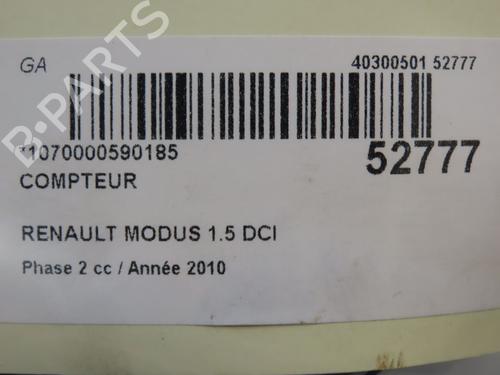 GA
40300501 52777
B-PARTS
*1070000590185
52777
COMPTEUR
RENAULT MODUS 1.5 DCI
Phase 2 cc / Année 2010